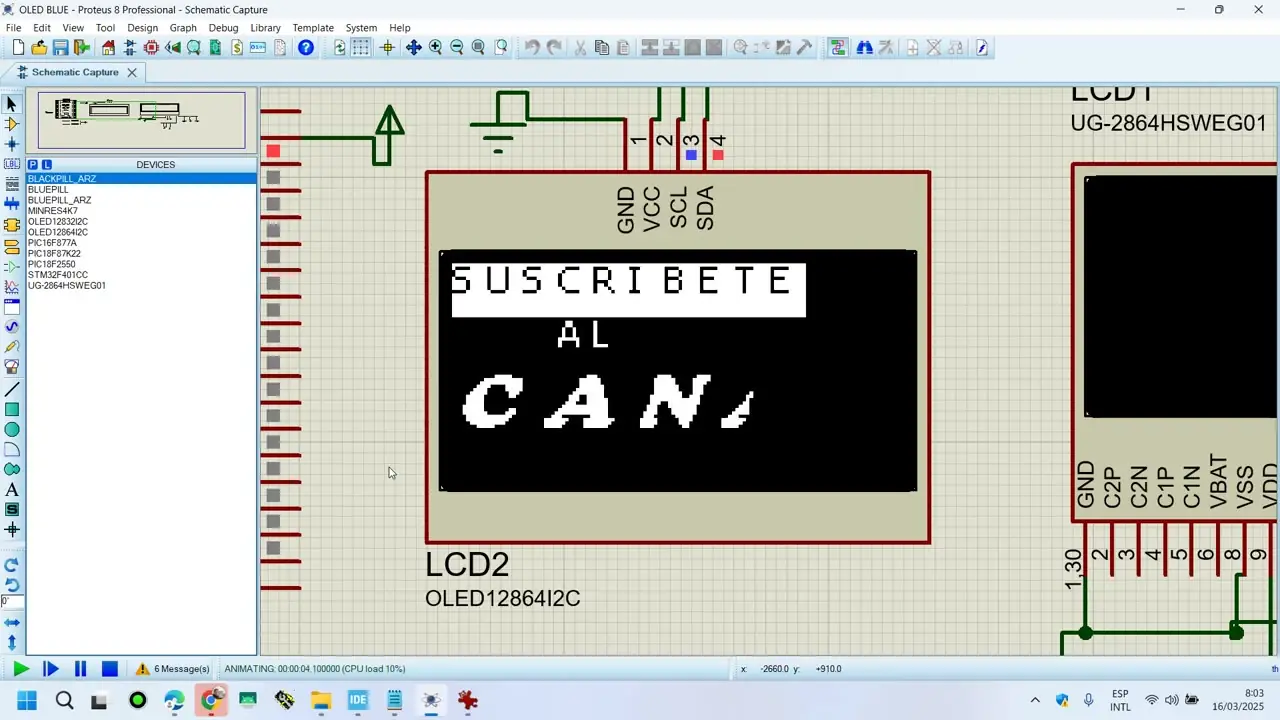 OLED BLUE - Proteus 8 Professional - Schematic Capture
File Edit View Tool Design Graph Debug Library Template System Help
Schematic Capture
P L DEVICES
BLACKPILL_ARZ
BLUEPILL
BLUEPILL_ARZ
MINRES4K7
OLED12832I2C
OLED12864I2C
PIC16F877A
PIC18F87K22
PIC18F2550
STM32F401CC
UG-2864HSWEG01
1 2 3 4
GND VCC SCL SDA
SUSCRIBETE
AL
CAN
LCD2
OLED12864I2C
LCD1
UG-2864HSWEG01
GND C2P C2N C1P C1N VBAT VSS VDD
1,30 2 3 4 5 6 8 9
6 Message(s)
ANIMATING: 00:00:04.100000 (CPU load 10%)
x: -2660.0 y: +910.0
th
IDE
ESP
INTL
8:03
16/03/2025